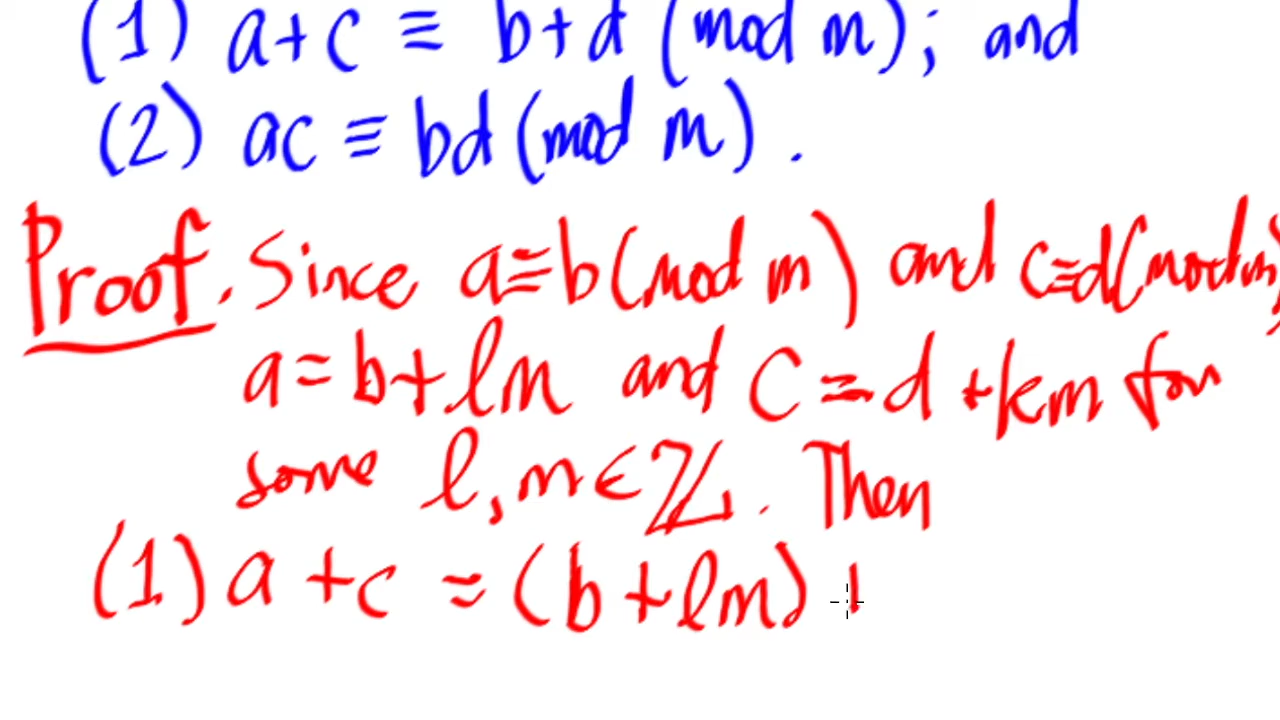 (1) a+c ≡ b+d (mod m); and
(2) ac ≡ bd (mod m).
Proof. Since a≡b(mod m) and c≡d(mod m)
a=b+lm and c=d+km for
some l,m∈ℤ. Then
(1) a+c = (b+lm) +